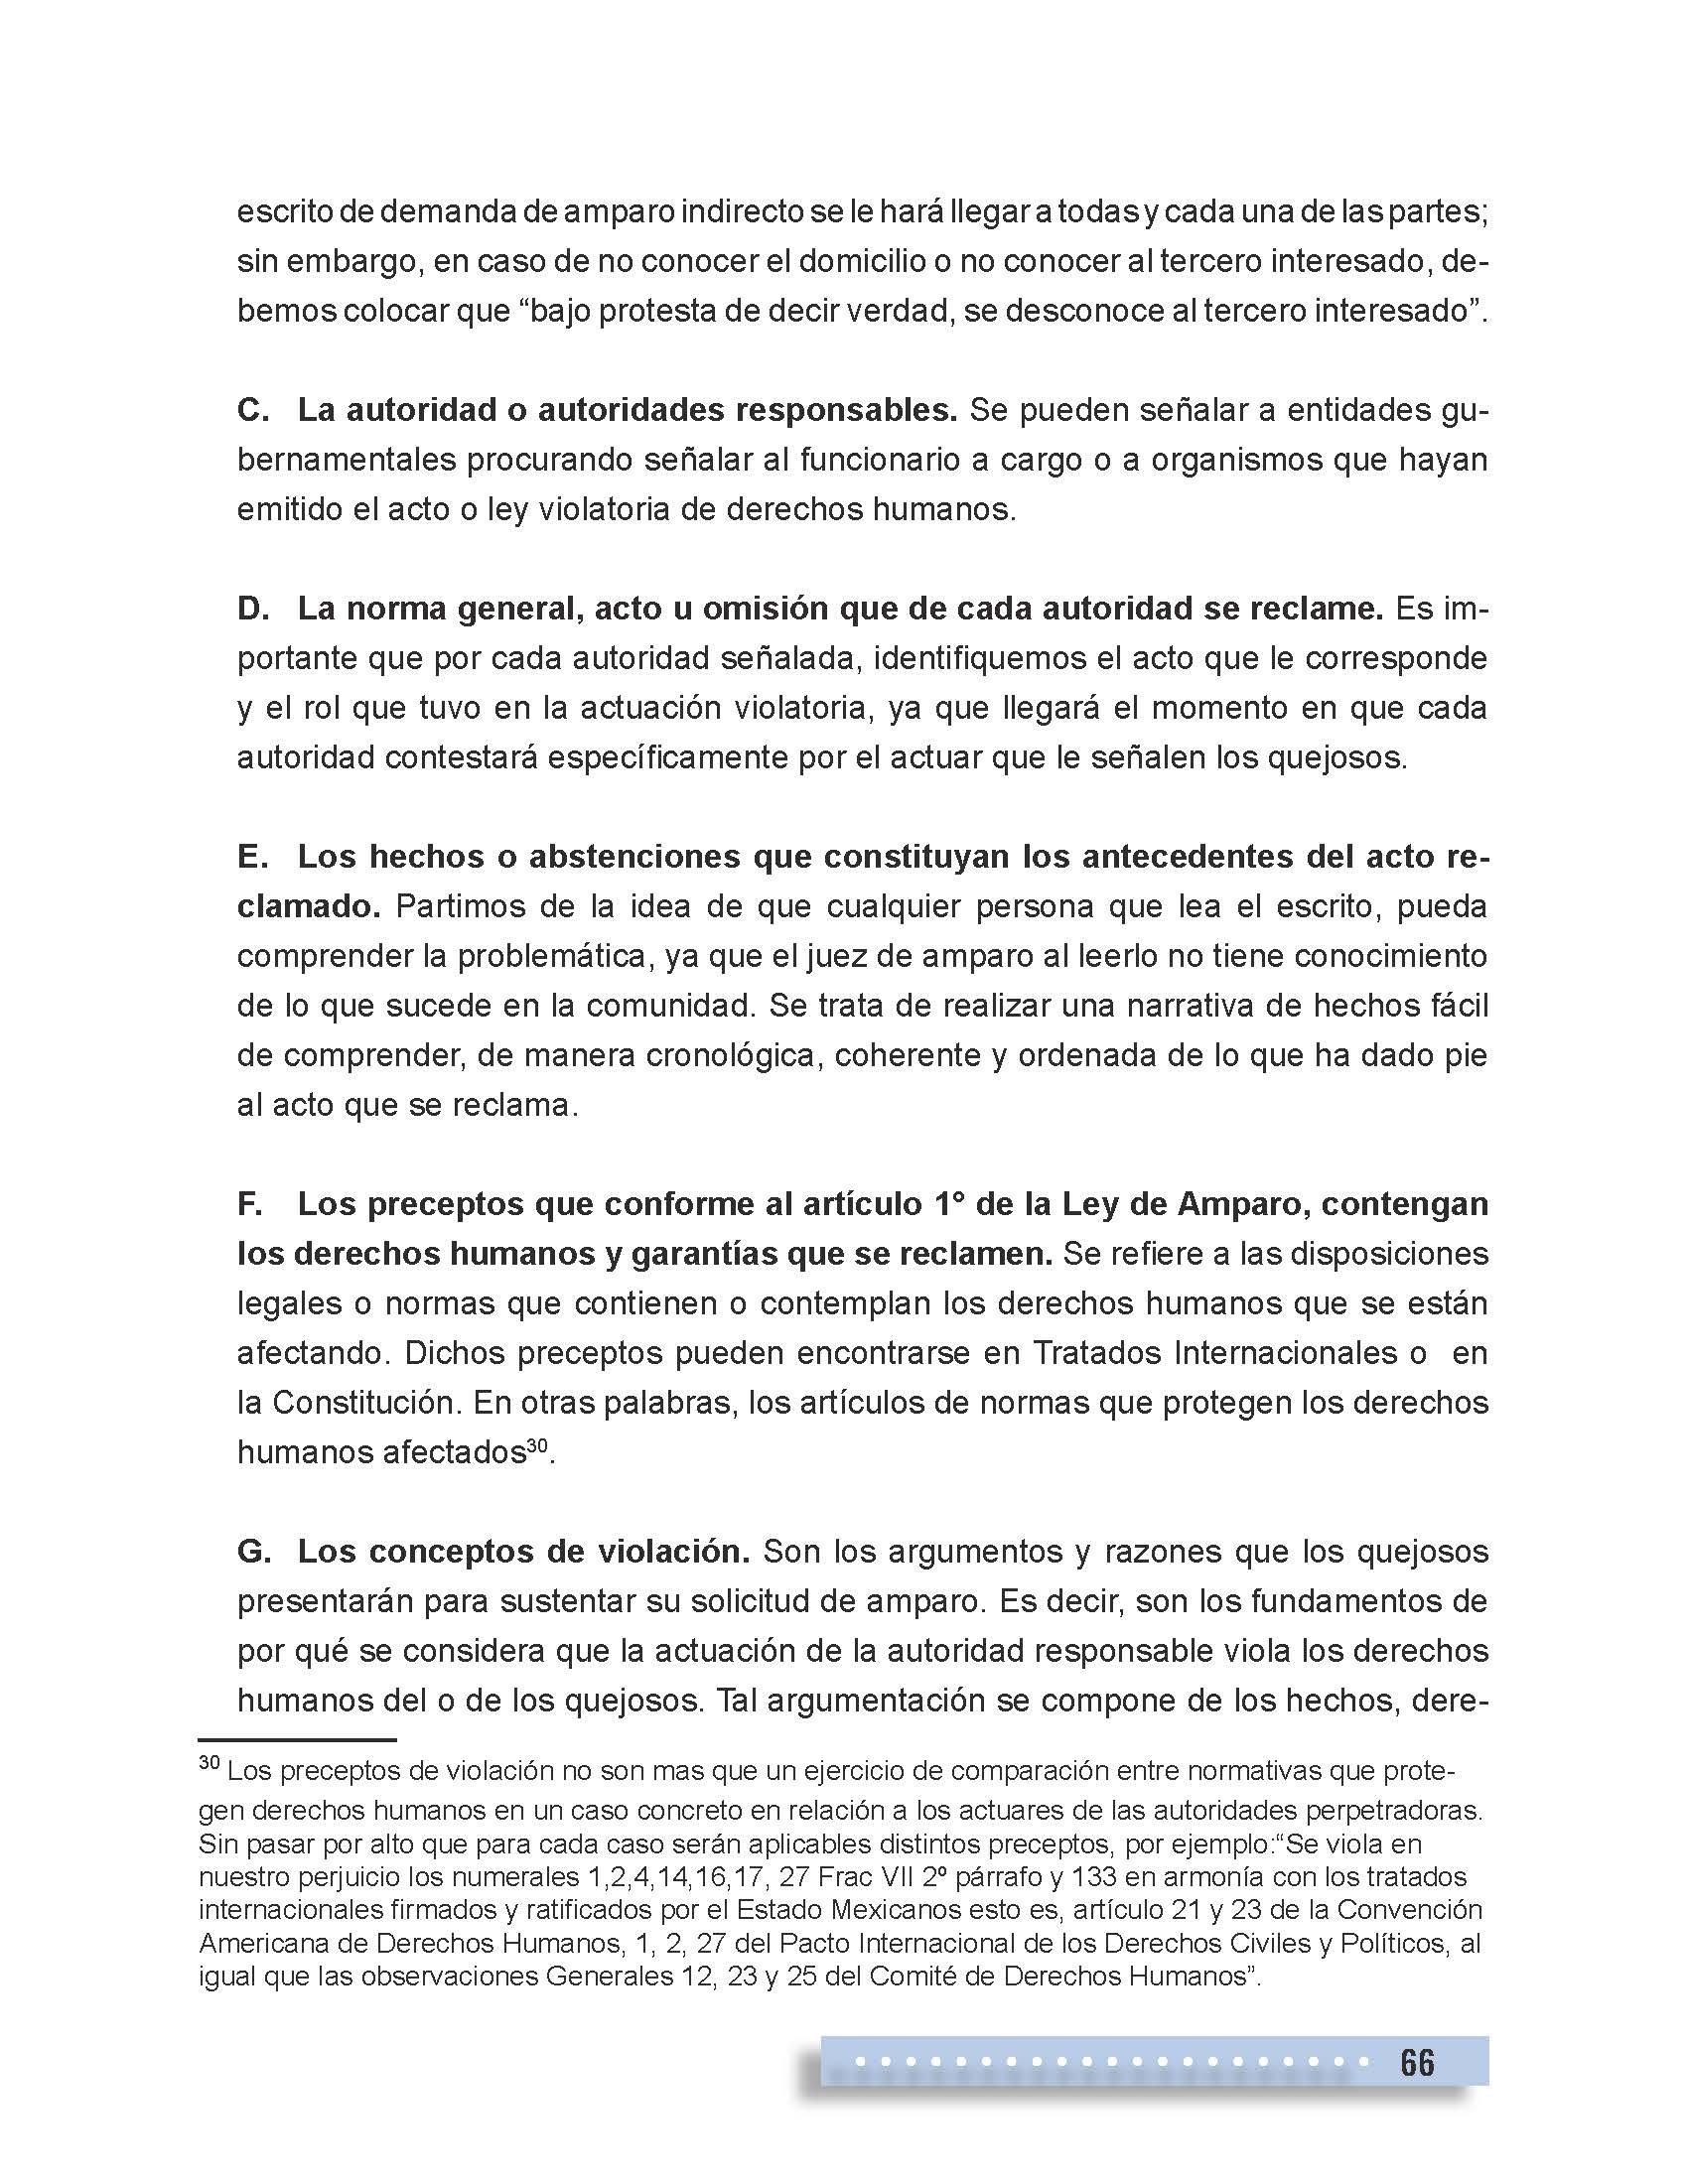 escrito de demanda de amparo indirecto se le hará llegar a todas y cada una de las partes;
sin embargo, en caso de no conocer el domicilio o no conocer al tercero interesado, de-
bemos colocar que “bajo protesta de decir verdad, se desconoce al tercero interesado”.
C. La autoridad o autoridades responsables. Se pueden señalar a entidades gu-
bernamentales procurando señalar al funcionario a cargo o a organismos que hayan
emitido el acto o ley violatoria de derechos humanos.
D. La norma general, acto u omisión que de cada autoridad se reclame. Es im-
portante que por cada autoridad señalada, identifiquemos el acto que le corresponde
y el rol que tuvo en la actuación violatoria, ya que llegará el momento en que cada
autoridad contestará específicamente por el actuar que le señalen los quejosos.
E. Los hechos o abstenciones que constituyan los antecedentes del acto re-
clamado. Partimos de la idea de que cualquier persona que lea el escrito, pueda
comprender la problemática, ya que el juez de amparo al leerlo no tiene conocimiento
de lo que sucede en la comunidad. Se trata de realizar una narrativa de hechos fácil
de comprender, de manera cronológica, coherente y ordenada de lo que ha dado pie
al acto que se reclama.
F. Los preceptos que conforme al artículo 1° de la Ley de Amparo, contengan
los derechos humanos y garantías que se reclamen. Se refiere a las disposiciones
legales o normas que contienen o contemplan los derechos humanos que se están
afectando. Dichos preceptos pueden encontrarse en Tratados Internacionales o en
la Constitución. En otras palabras, los artículos de normas que protegen los derechos
humanos afectados³⁰.
G. Los conceptos de violación. Son los argumentos y razones que los quejosos
presentarán para sustentar su solicitud de amparo. Es decir, son los fundamentos de
por qué se considera que la actuación de la autoridad responsable viola los derechos
humanos del o de los quejosos. Tal argumentación se compone de los hechos, dere-
³⁰ Los preceptos de violación no son mas que un ejercicio de comparación entre normativas que prote-
gen derechos humanos en un caso concreto en relación a los actuares de las autoridades perpetradoras.
Sin pasar por alto que para cada caso serán aplicables distintos preceptos, por ejemplo:“Se viola en
nuestro perjuicio los numerales 1,2,4,14,16,17, 27 Frac VII 2º párrafo y 133 en armonía con los tratados
internacionales firmados y ratificados por el Estado Mexicanos esto es, artículo 21 y 23 de la Convención
Americana de Derechos Humanos, 1, 2, 27 del Pacto Internacional de los Derechos Civiles y Políticos, al
igual que las observaciones Generales 12, 23 y 25 del Comité de Derechos Humanos”.
66